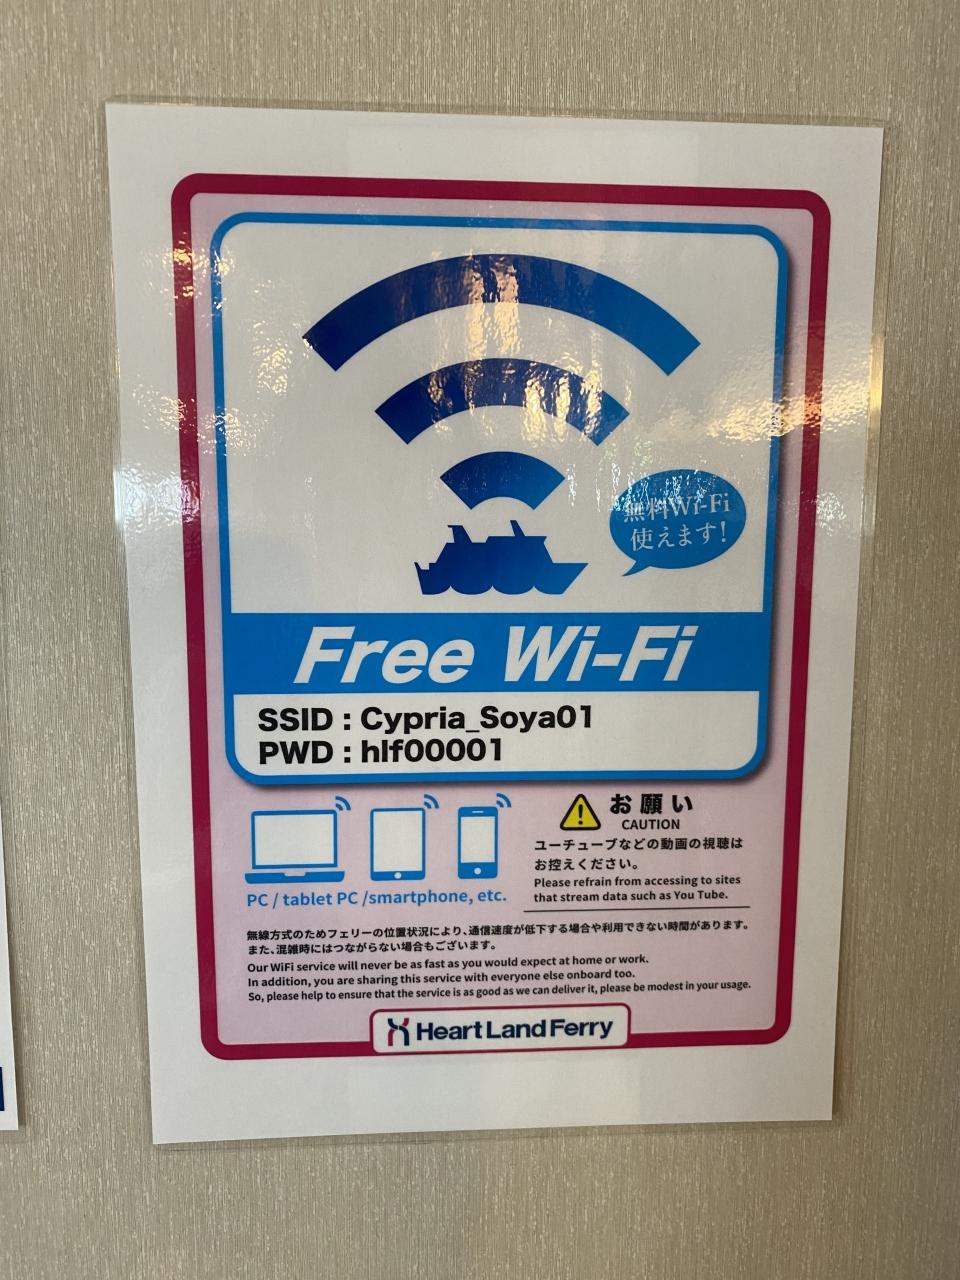 無料Wi-Fi
使えます!
Free Wi-Fi
SSID : Cypria_Soya01
PWD : hlf00001
PC / tablet PC /smartphone, etc.
お願い
CAUTION
ユーチューブなどの動画の視聴は
お控えください。
Please refrain from accessing to sites
that stream data such as You Tube.
無線方式のためフェリーの位置状況により、通信速度が低下する場合や利用できない時間があります。
また、混雑時にはつながらない場合もございます。
Our WiFi service will never be as fast as you would expect at home or work.
In addition, you are sharing this service with everyone else onboard too.
So, please help to ensure that the service is as good as we can deliver it, please be modest in your usage.
Heart Land Ferry